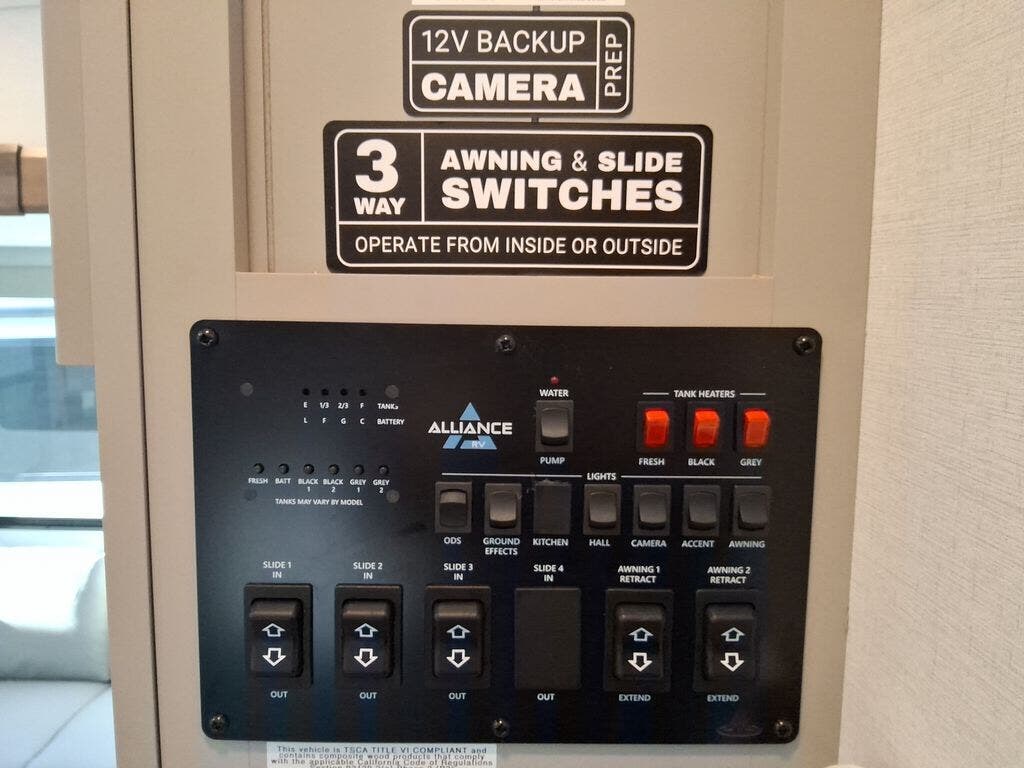 12V BACKUP
CAMERA
PREP
3
WAY
AWNING & SLIDE
SWITCHES
OPERATE FROM INSIDE OR OUTSIDE
E 1/3 2/3 F TANKS
L F G C BATTERY
ALLIANCE
RV
WATER
PUMP
TANK HEATERS
FRESH BLACK GREY
FRESH BATT BLACK 1 BLACK 2 GREY 1 GREY 2
TANKS MAY VARY BY MODEL
LIGHTS
ODS GROUND EFFECTS KITCHEN HALL CAMERA ACCENT AWNING
SLIDE 1 SLIDE 2 SLIDE 3 SLIDE 4 AWNING 1 AWNING 2
IN IN IN IN RETRACT RETRACT
OUT OUT OUT OUT EXTEND EXTEND
This vehicle is TSCA TITLE VI COMPLIANT and
contains composite wood products that comply
with the applicable California Code of Regulations